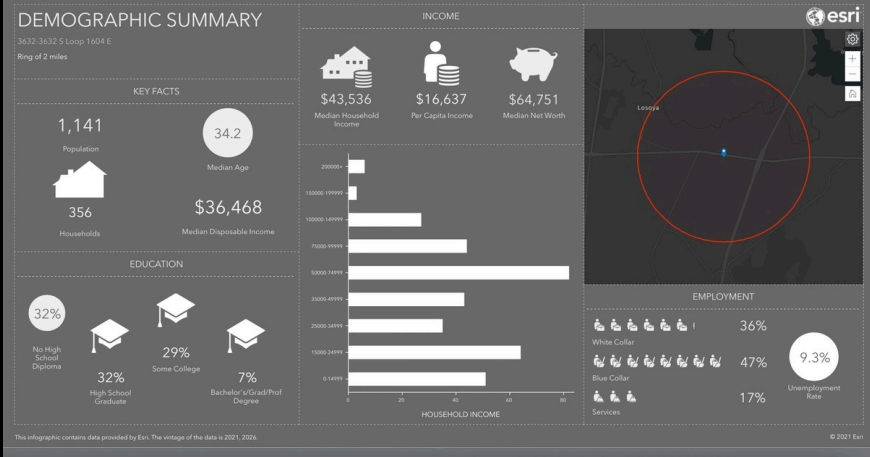 DEMOGRAPHIC SUMMARY
3632-3632 S Loop 1604 E
Ring of 2 miles
KEY FACTS
1,141
Population
34.2
Median Age
356
Households
$36,468
Median Disposable Income
EDUCATION
32%
No High
School
Diploma
32%
High School
Graduate
29%
Some College
7%
Bachelor's/Grad/Prof
Degree
INCOME
$43,536
Median Household
Income
$16,637
Per Capita Income
$64,751
Median Net Worth
200000+
150000-199999
100000-149999
75000-99999
50000-74999
35000-49999
25000-34999
15000-24999
0-14999
0 20 40 60 80
HOUSEHOLD INCOME
esri
Losoya
EMPLOYMENT
36%
White Collar
47%
Blue Collar
17%
Services
9.3%
Unemployment
Rate
This infographic contains data provided by Esri. The vintage of the data is 2021, 2026.
© 2021 Esri